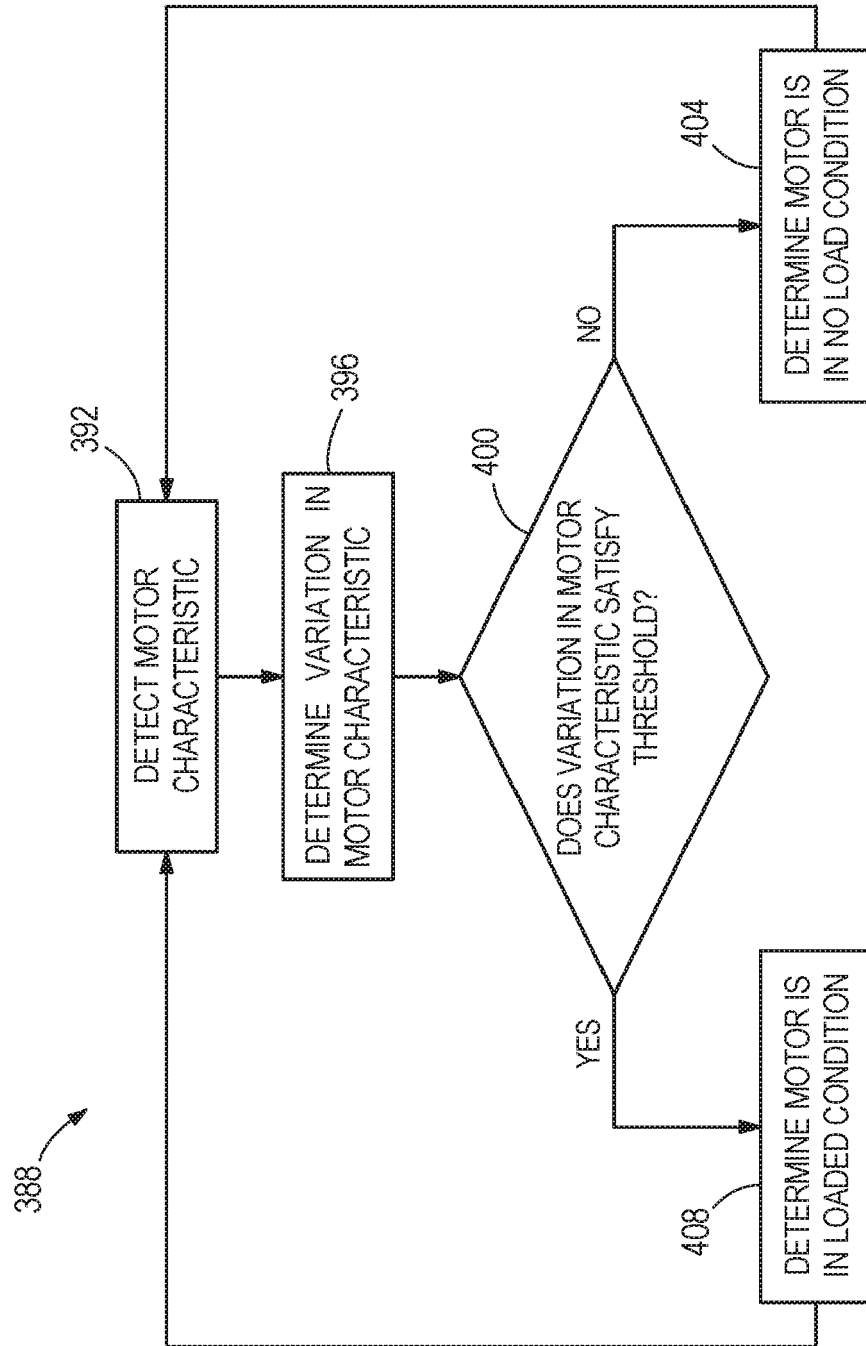 388
392
DETECT MOTOR
CHARACTERISTIC
396
DETERMINE VARIATION IN
MOTOR CHARACTERISTIC
400
DOES VARIATION IN MOTOR
CHARACTERISTIC SATISFY
THRESHOLD?
YES
NO
408
DETERMINE MOTOR IS
IN LOADED CONDITION
404
DETERMINE MOTOR IS
IN NO LOAD CONDITION